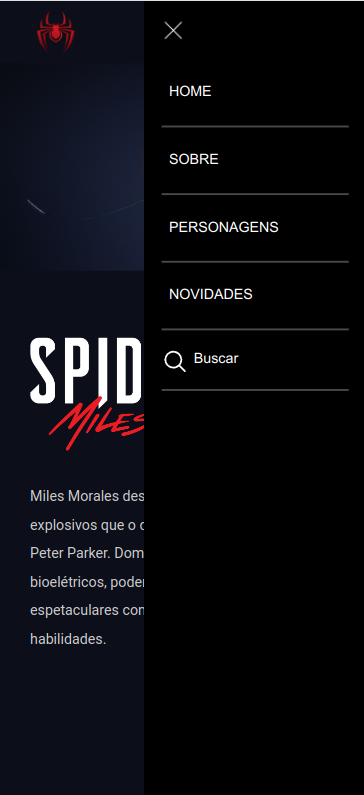 HOME
SOBRE
PERSONAGENS
NOVIDADES
Buscar
SPID
MILES
Miles Morales des
explosivos que o
Peter Parker. Dom
bioelétricos, poder
espetaculares con
habilidades.